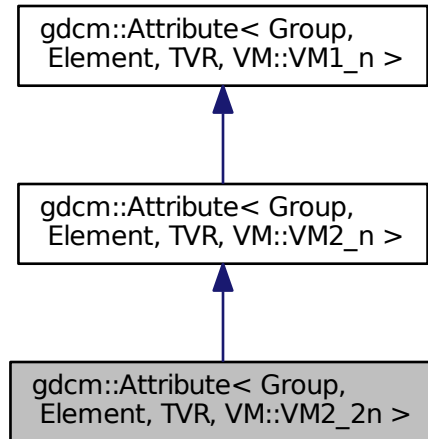 gdcm::Attribute< Group,
Element, TVR, VM::VM1_n >
gdcm::Attribute< Group,
Element, TVR, VM::VM2_n >
gdcm::Attribute< Group,
Element, TVR, VM::VM2_2n >